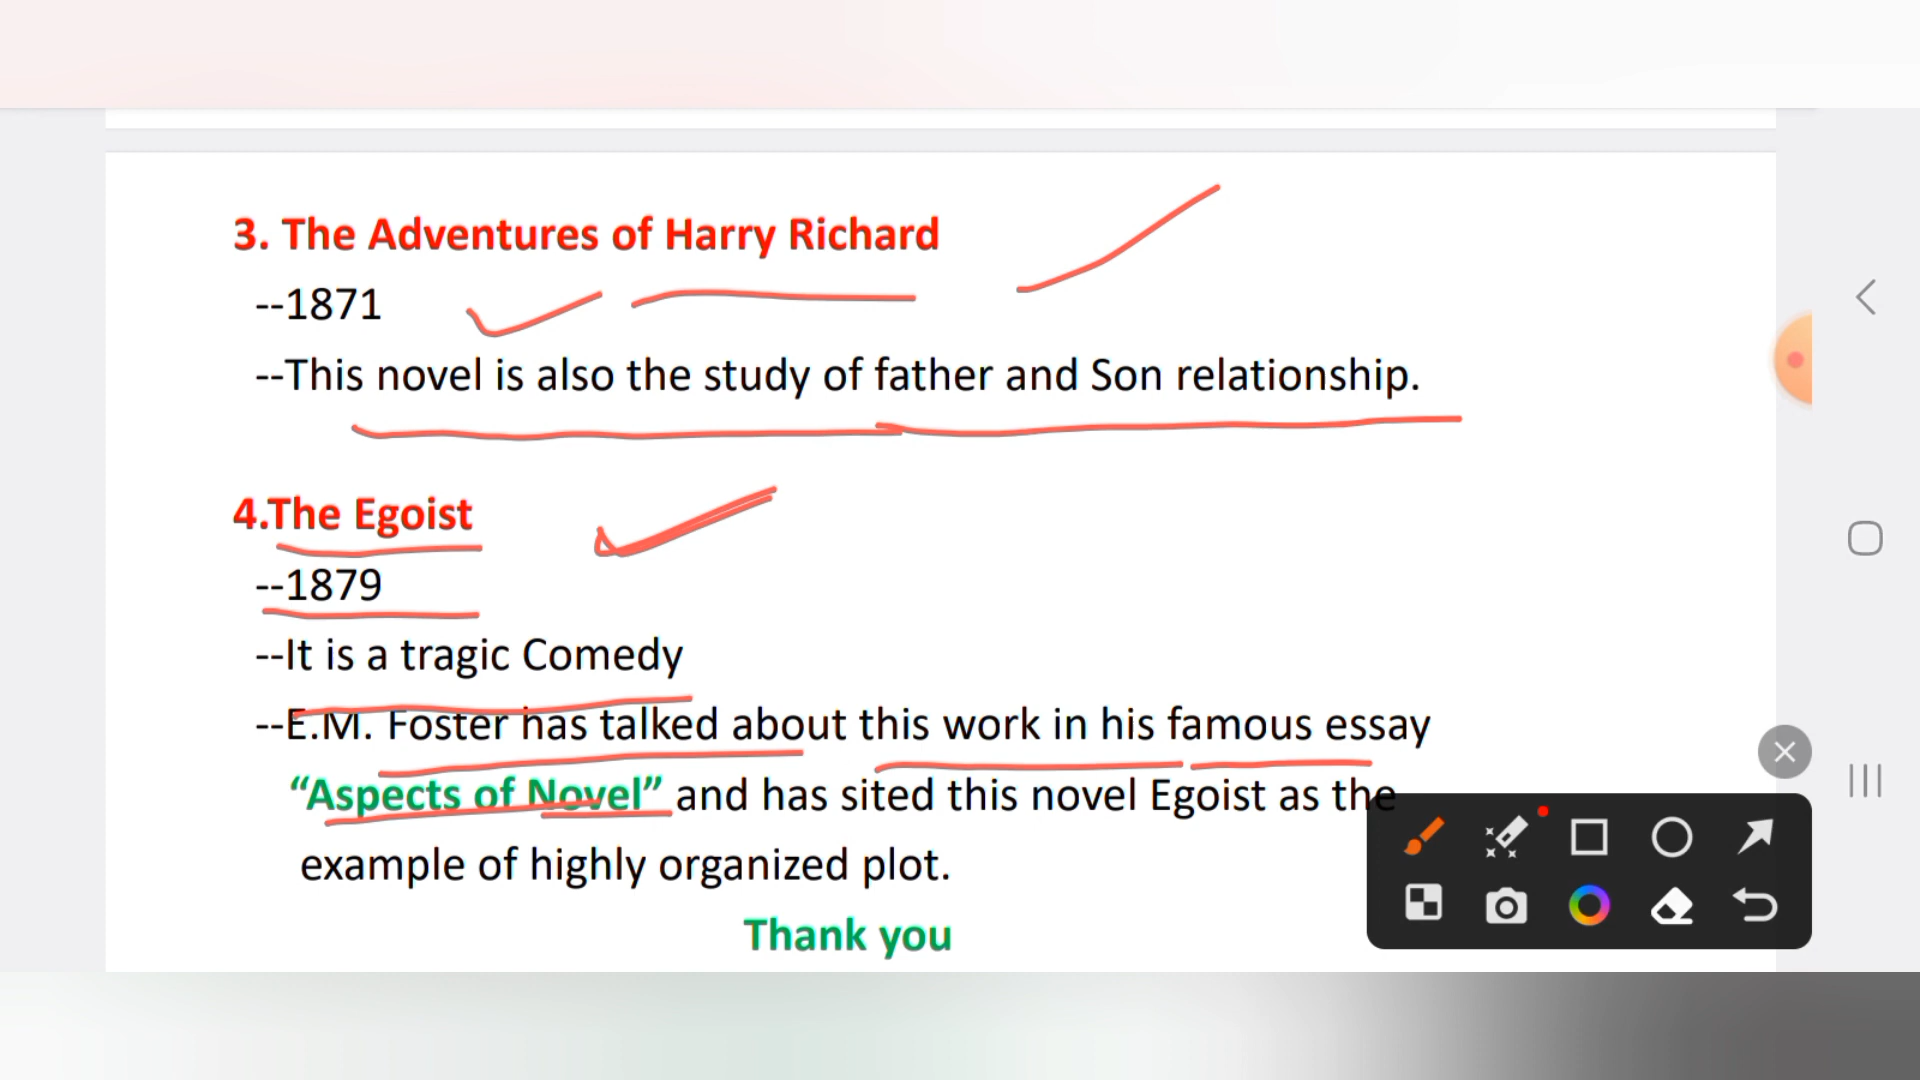 3. The Adventures of Harry Richard
--1871
--This novel is also the study of father and Son relationship.
4.The Egoist
--1879
--It is a tragic Comedy
--E.M. Foster has talked about this work in his famous essay
“Aspects of Novel” and has sited this novel Egoist as the
example of highly organized plot.
Thank you